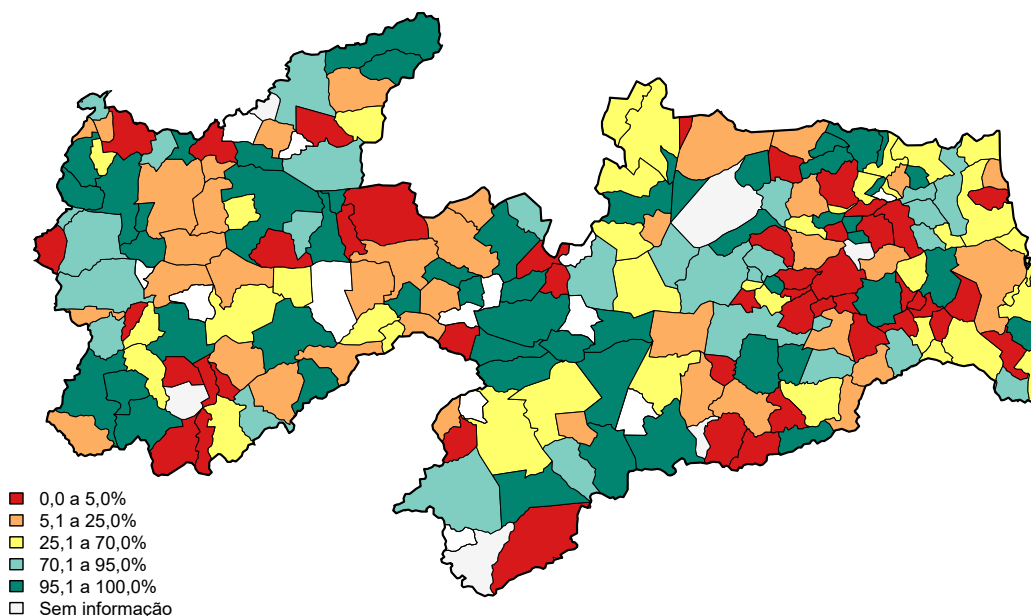 0,0 a 5,0%
5,1 a 25,0%
25,1 a 70,0%
70,1 a 95,0%
95,1 a 100,0%
Sem informação